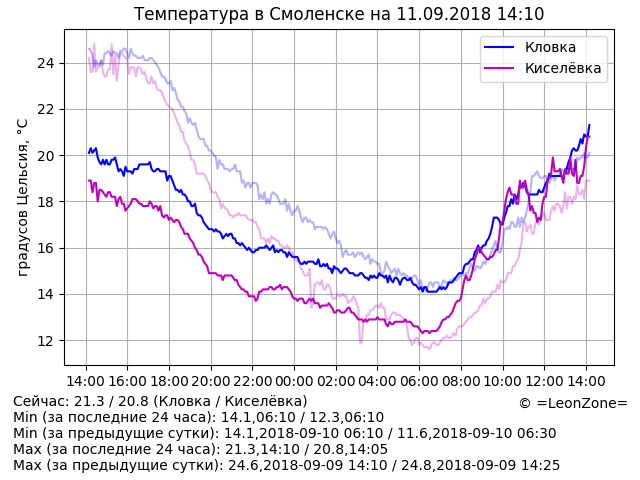 Температура в Смоленске на 11.09.2018 14:10
градусов Цельсия, °C
24
22
20
18
16
14
12
Кловка
Киселёвка
14:00 16:00 18:00 20:00 22:00 00:00 02:00 04:00 06:00 08:00 10:00 12:00 14:00
Сейчас: 21.3 / 20.8 (Кловка / Киселёвка)
© =LeonZone=
Min (за последние 24 часа): 14.1,06:10 / 12.3,06:10
Min (за предыдущие сутки): 14.1,2018-09-10 06:10 / 11.6,2018-09-10 06:30
Max (за последние 24 часа): 21.3,14:10 / 20.8,14:05
Max (за предыдущие сутки): 24.6,2018-09-09 14:10 / 24.8,2018-09-09 14:25